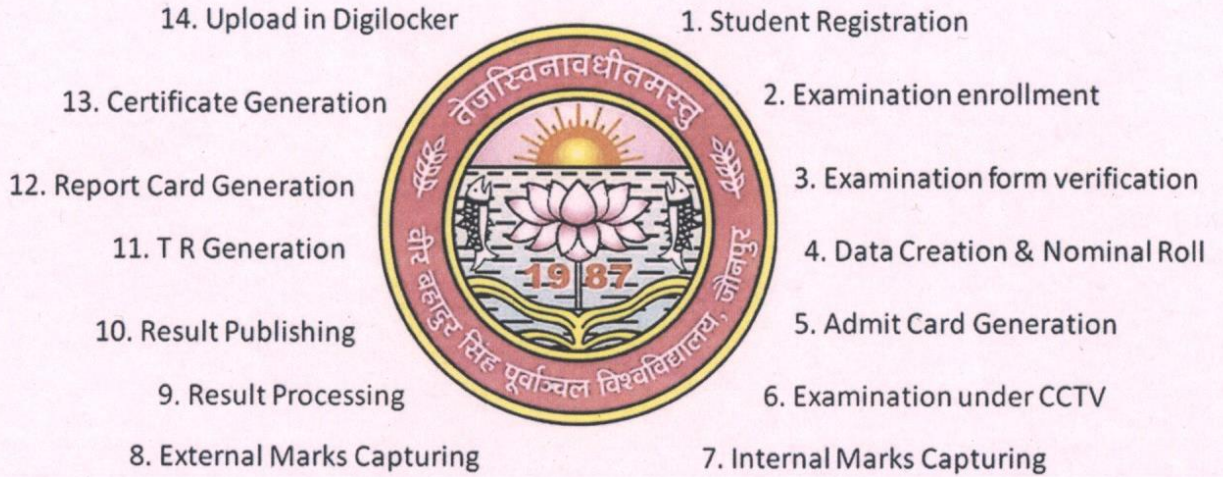 14. Upload in Digilocker
1. Student Registration
13. Certificate Generation
2. Examination enrollment
12. Report Card Generation
3. Examination form verification
11. T R Generation
4. Data Creation & Nominal Roll
10. Result Publishing
5. Admit Card Generation
9. Result Processing
6. Examination under CCTV
8. External Marks Capturing
7. Internal Marks Capturing
तेजस्विनावधीतमस्तु
1987
वीर बहादुर सिंह पूर्वाञ्चल विश्वविद्यालय, जौनपुर